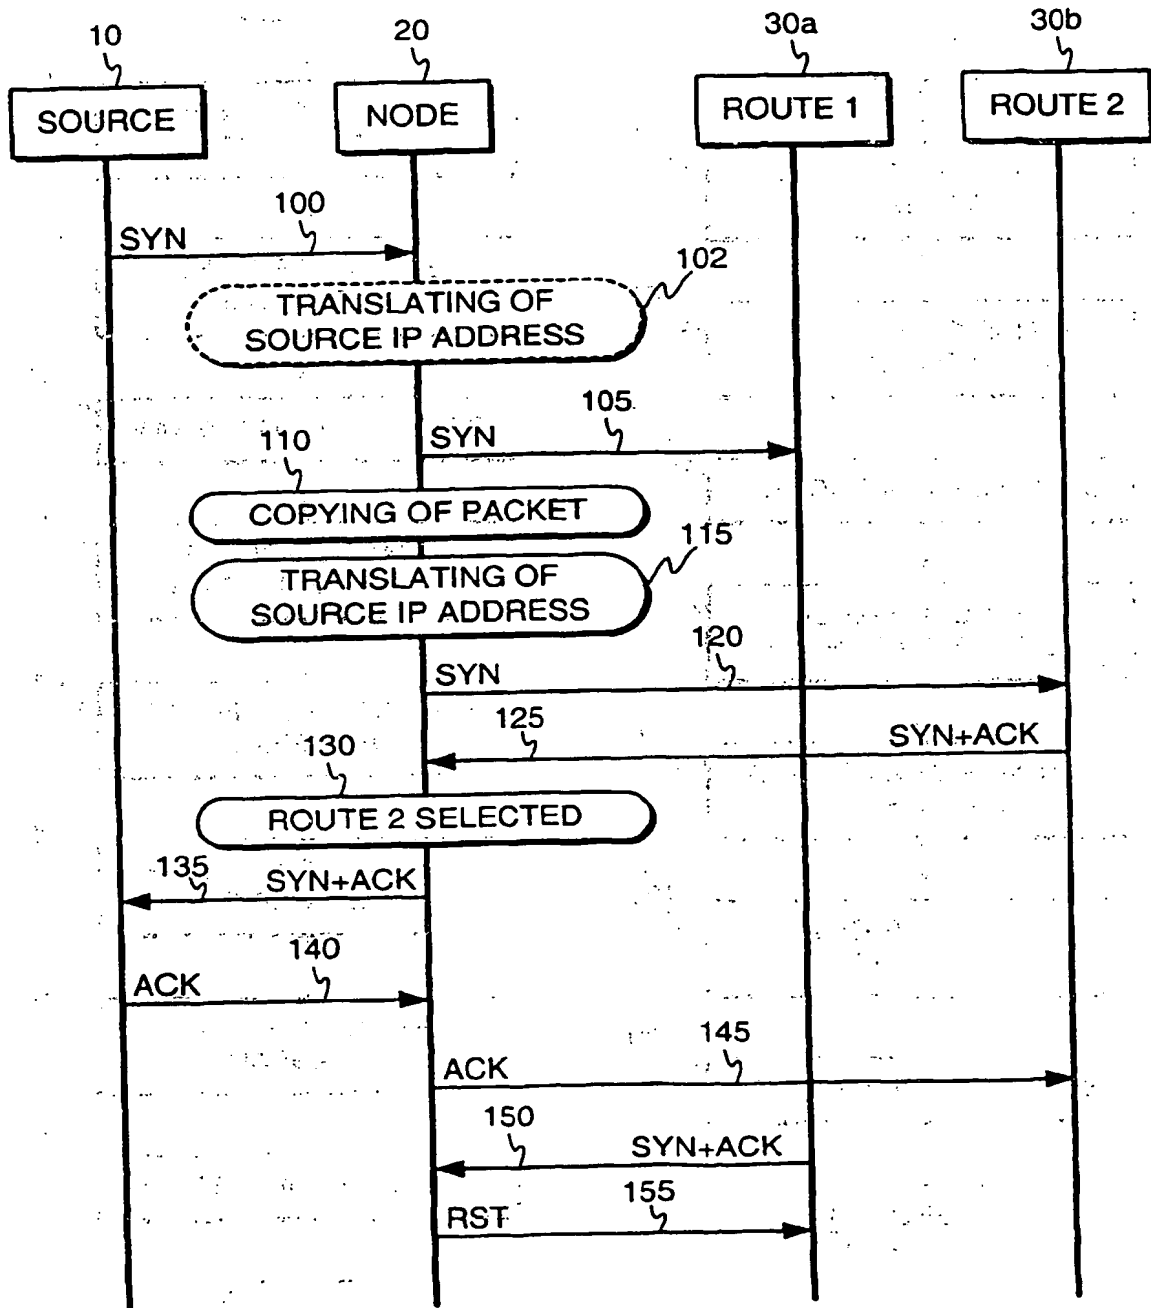 10
20
30a
30b
SOURCE
NODE
ROUTE 1
ROUTE 2
100
SYN
102
TRANSLATING OF
SOURCE IP ADDRESS
105
SYN
110
COPYING OF PACKET
115
TRANSLATING OF
SOURCE IP ADDRESS
120
SYN
125
SYN+ACK
130
ROUTE 2 SELECTED
135
SYN+ACK
140
ACK
145
ACK
150
SYN+ACK
155
RST